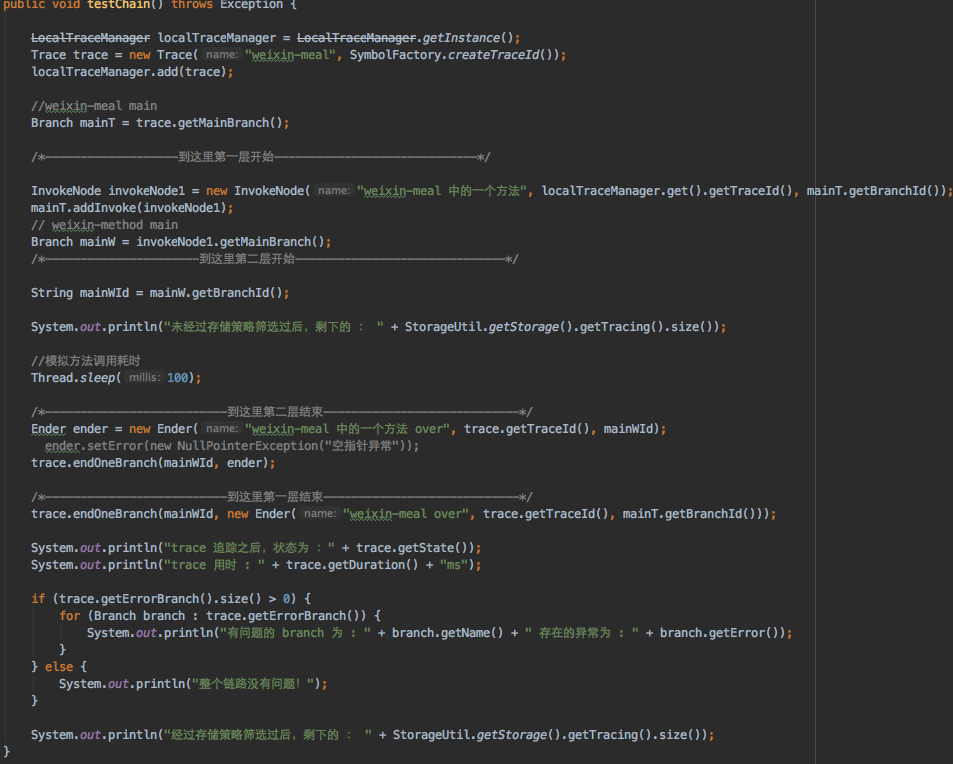 public void testChain() throws Exception {
LocalTraceManager localTraceManager = LocalTraceManager.getInstance();
Trace trace = new Trace( name: "weixin-meal", SymbolFactory.createTraceId());
localTraceManager.add(trace);
//weixin-meal main
Branch mainT = trace.getMainBranch();
/*-------------------到这里第一层开始-----------------------------*/
InvokeNode invokeNode1 = new InvokeNode( name: "weixin-meal 中的一个方法", localTraceManager.get().getTraceId(), mainT.getBranchId());
mainT.addInvoke(invokeNode1);
// weixin-method main
Branch mainW = invokeNode1.getMainBranch();
/*----------------------到这里第二层开始------------------------------*/
String mainWId = mainW.getBranchId();
System.out.println("未经过存储策略筛选过后，剩下的 ： " + StorageUtil.getStorage().getTracing().size());
//模拟方法调用耗时
Thread.sleep( millis: 100);
/*--------------------------到这里第二层结束----------------------------*/
Ender ender = new Ender( name: "weixin-meal 中的一个方法 over", trace.getTraceId(), mainWId);
ender.setError(new NullPointerException("空指针异常"));
trace.endOneBranch(mainWId, ender);
/*--------------------------到这里第一层结束----------------------------*/
trace.endOneBranch(mainWId, new Ender( name: "weixin-meal over", trace.getTraceId(), mainT.getBranchId()));
System.out.println("trace 追踪之后，状态为 ：" + trace.getState());
System.out.println("trace 用时 : " + trace.getDuration() + "ms");
if (trace.getErrorBranch().size() > 0) {
for (Branch branch : trace.getErrorBranch()) {
System.out.println("有问题的 branch 为 : " + branch.getName() + " 存在的异常为 : " + branch.getError());
}
} else {
System.out.println("整个链路没有问题！");
}
System.out.println("经过存储策略筛选过后，剩下的 ： " + StorageUtil.getStorage().getTracing().size());
}